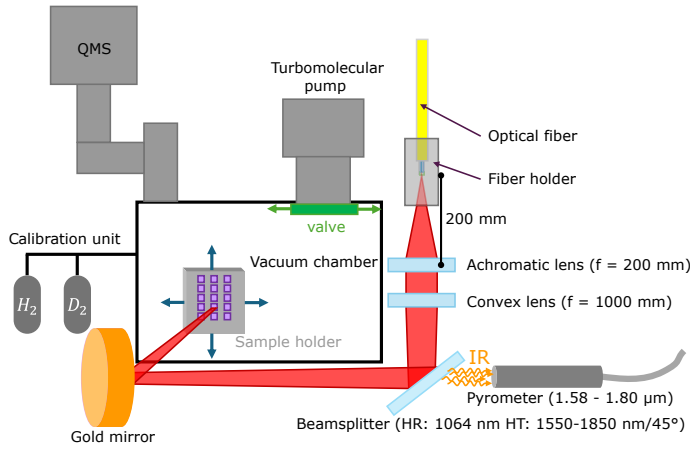 QMS
Turbomolecular
pump
Optical fiber
Fiber holder
200 mm
valve
Calibration unit
Vacuum chamber
Achromatic lens (f = 200 mm)
Convex lens (f = 1000 mm)
H₂
D₂
Sample holder
IR
Pyrometer (1.58 - 1.80 µm)
Beamsplitter (HR: 1064 nm HT: 1550-1850 nm/45°)
Gold mirror